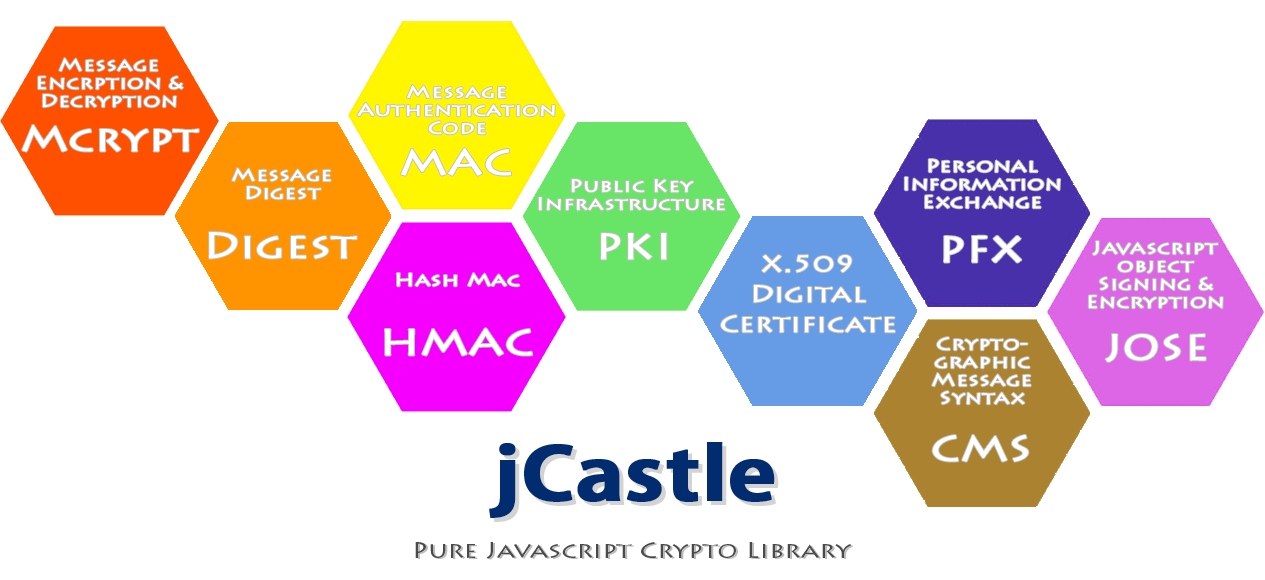 Message
Encrption &
Decryption
Mcrypt
Message
Digest
Digest
Message
Authentication
Code
MAC
Hash Mac
HMAC
Public Key
Infrastructure
PKI
X.509
Digital
Certificate
Personal
Information
Exchange
PFX
Crypto-
graphic
Message
Syntax
CMS
Javascript
object
Signing &
Encryption
JOSE
jCastle
Pure Javascript Crypto Library